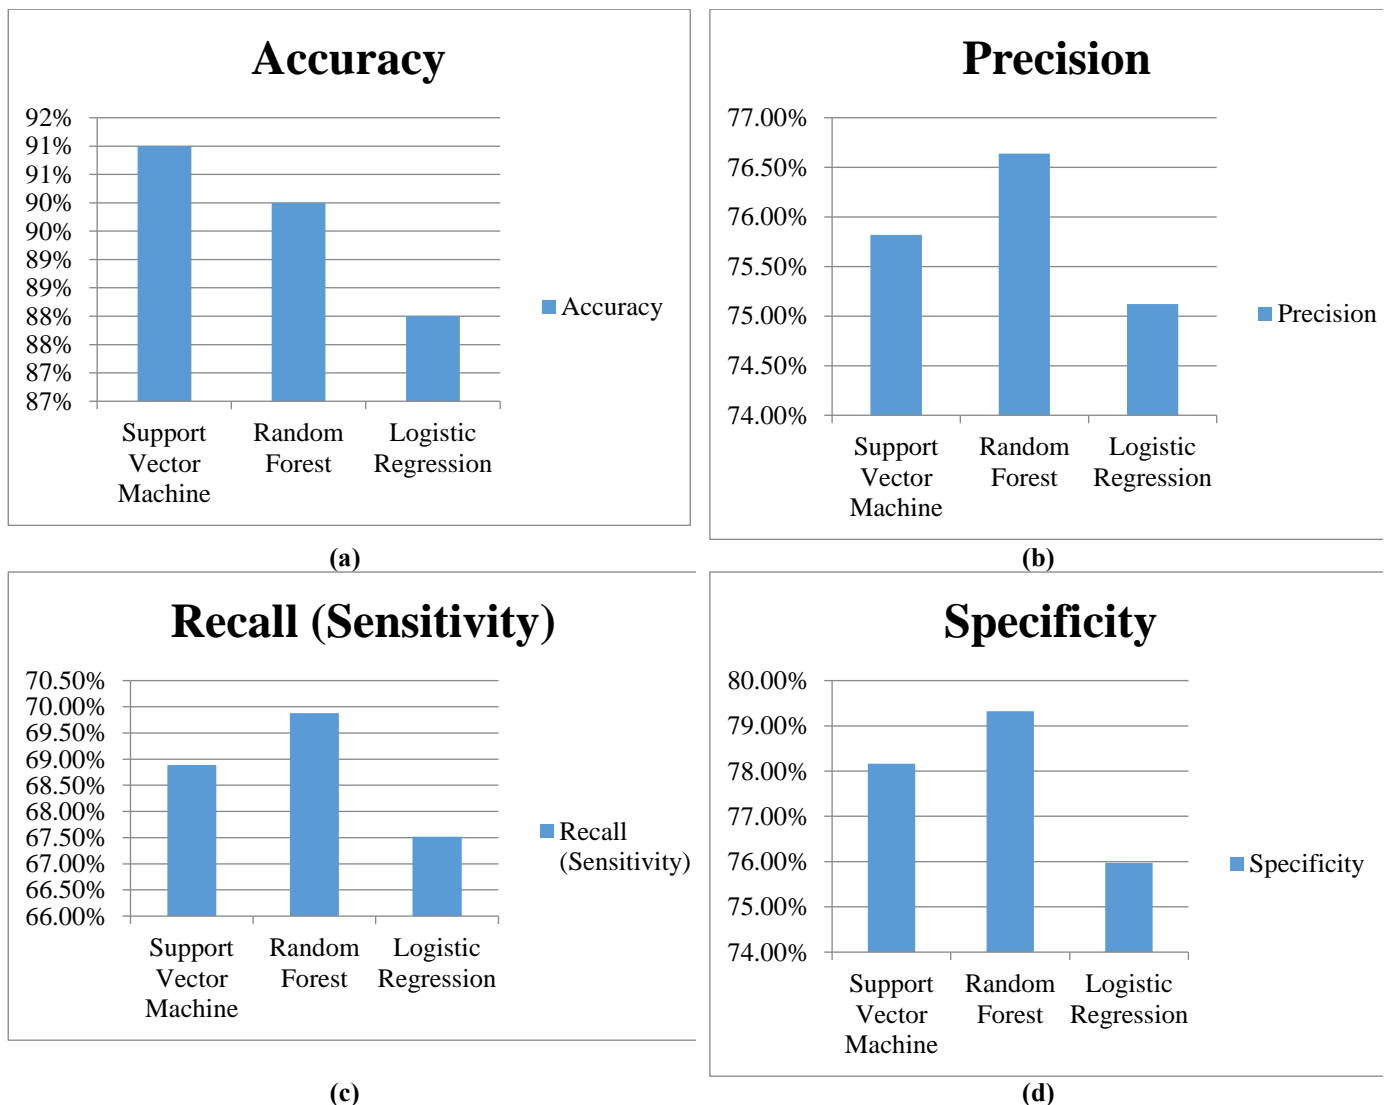 Accuracy
92%
91%
91%
90%
90%
89%
89%
88%
88%
87%
87%
Support
Vector
Machine
Random
Forest
Logistic
Regression
Accuracy
(a)
Precision
77.00%
76.50%
76.00%
75.50%
75.00%
74.50%
74.00%
Support
Vector
Machine
Random
Forest
Logistic
Regression
Precision
(b)
Recall (Sensitivity)
70.50%
70.00%
69.50%
69.00%
68.50%
68.00%
67.50%
67.00%
66.50%
66.00%
Support
Vector
Machine
Random
Forest
Logistic
Regression
Recall
(Sensitivity)
(c)
Specificity
80.00%
79.00%
78.00%
77.00%
76.00%
75.00%
74.00%
Support
Vector
Machine
Random
Forest
Logistic
Regression
Specificity
(d)